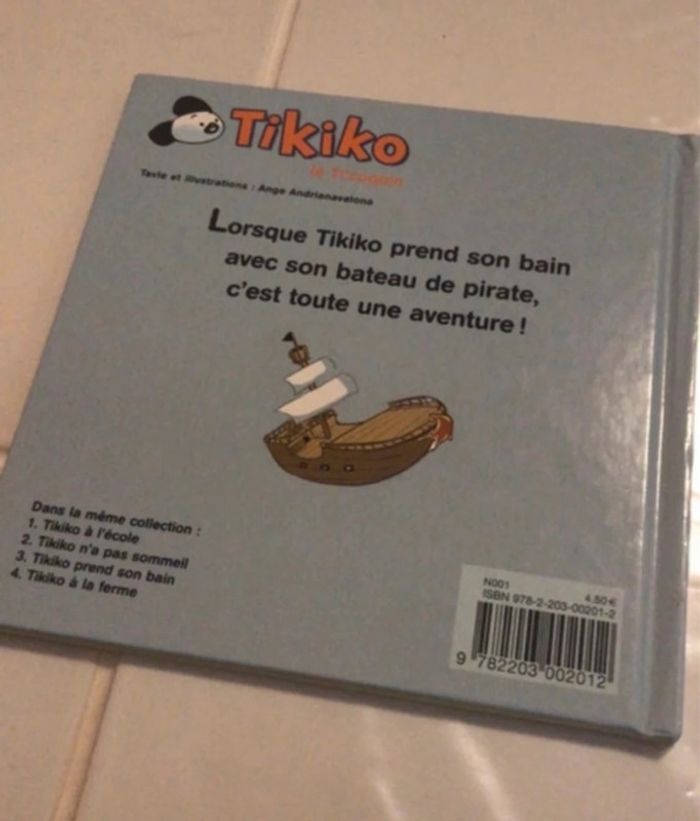 Tikiko
Texte et illustrations : Ange Andrianavalona
Lorsque Tikiko prend son bain
avec son bateau de pirate,
c'est toute une aventure !
Dans la même collection :
1. Tikiko à l'école
2. Tikiko n'a pas sommeil
3. Tikiko prend son bain
4. Tikiko à la ferme
N001 4,50 €
ISBN 978-2-203-00201-2
9 782203 002012